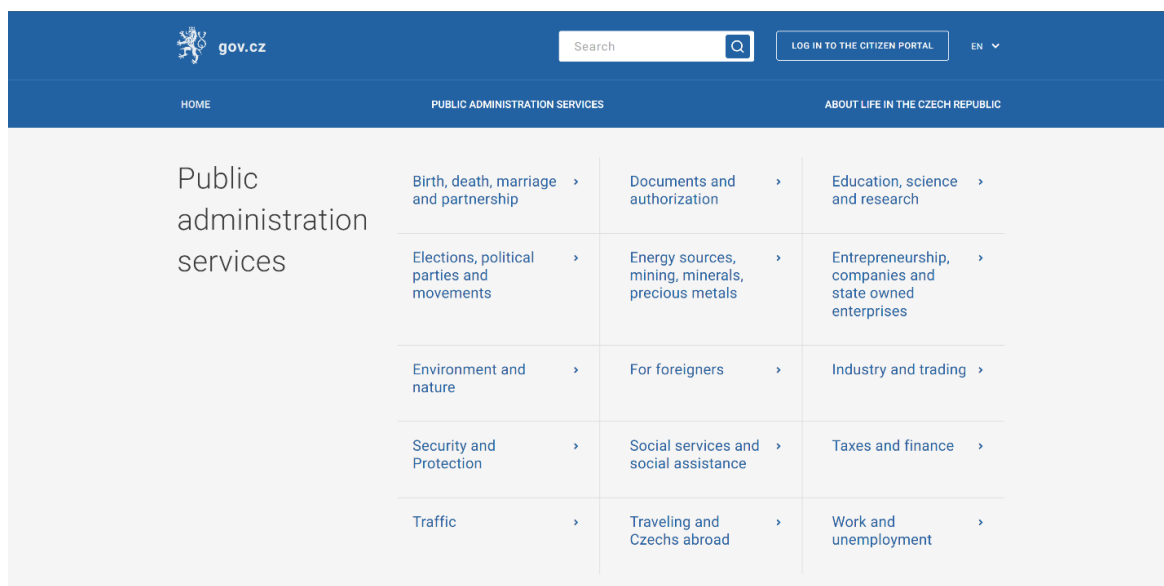 gov.cz
Search
LOG IN TO THE CITIZEN PORTAL
EN
HOME
PUBLIC ADMINISTRATION SERVICES
ABOUT LIFE IN THE CZECH REPUBLIC
Public
administration
services
Birth, death, marriage
and partnership
Documents and
authorization
Education, science
and research
Elections, political
parties and
movements
Energy sources,
mining, minerals,
precious metals
Entrepreneurship,
companies and
state owned
enterprises
Environment and
nature
For foreigners
Industry and trading
Security and
Protection
Social services and
social assistance
Taxes and finance
Traffic
Traveling and
Czechs abroad
Work and
unemployment